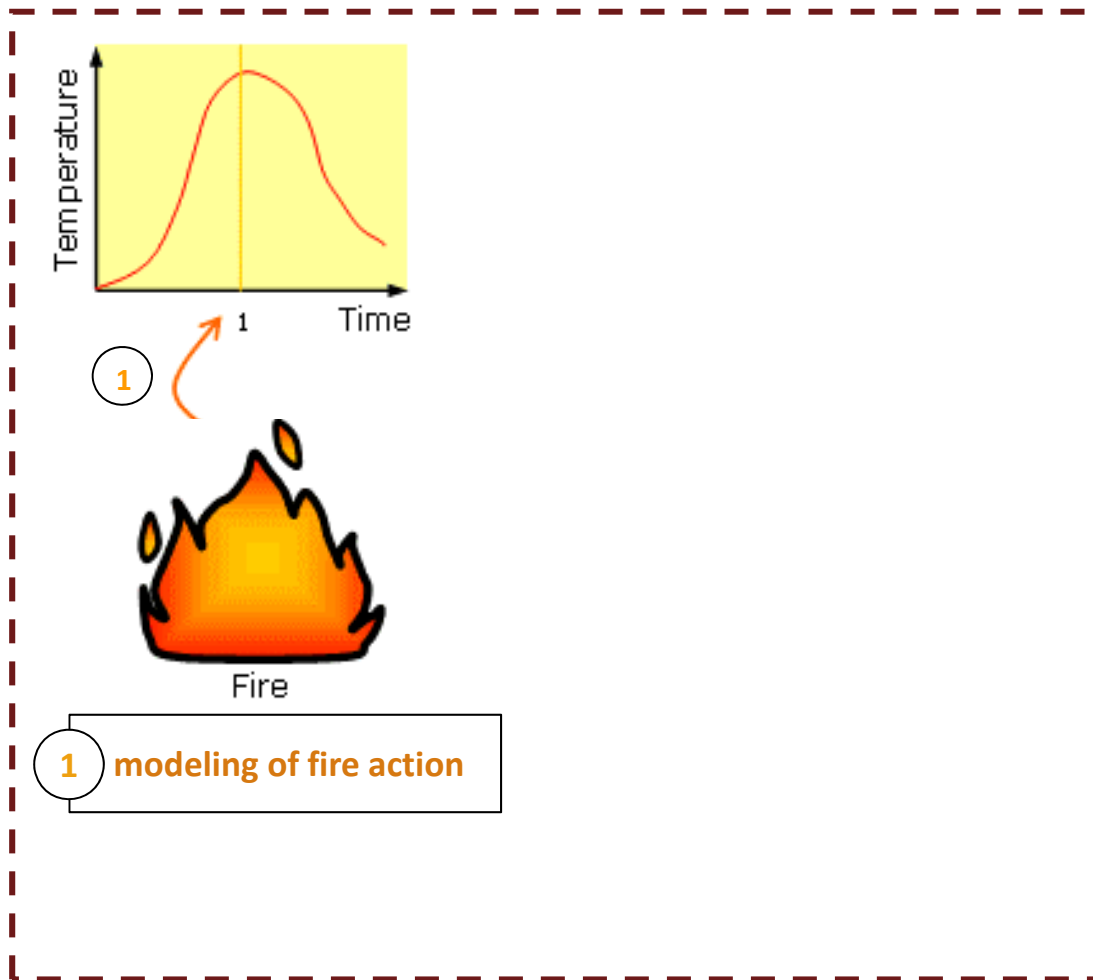 Temperature
1
Time
1
Fire
1
modeling of fire action